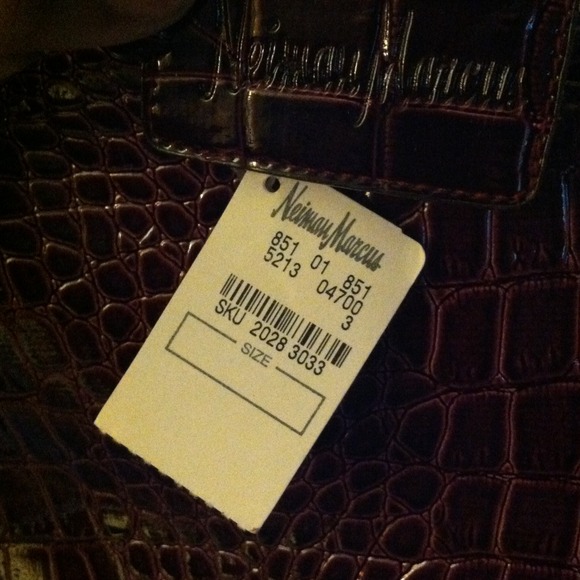 Neiman Marcus
Neiman Marcus
851 01 851
5213 04700
3
SKU 2028 3033
SIZE